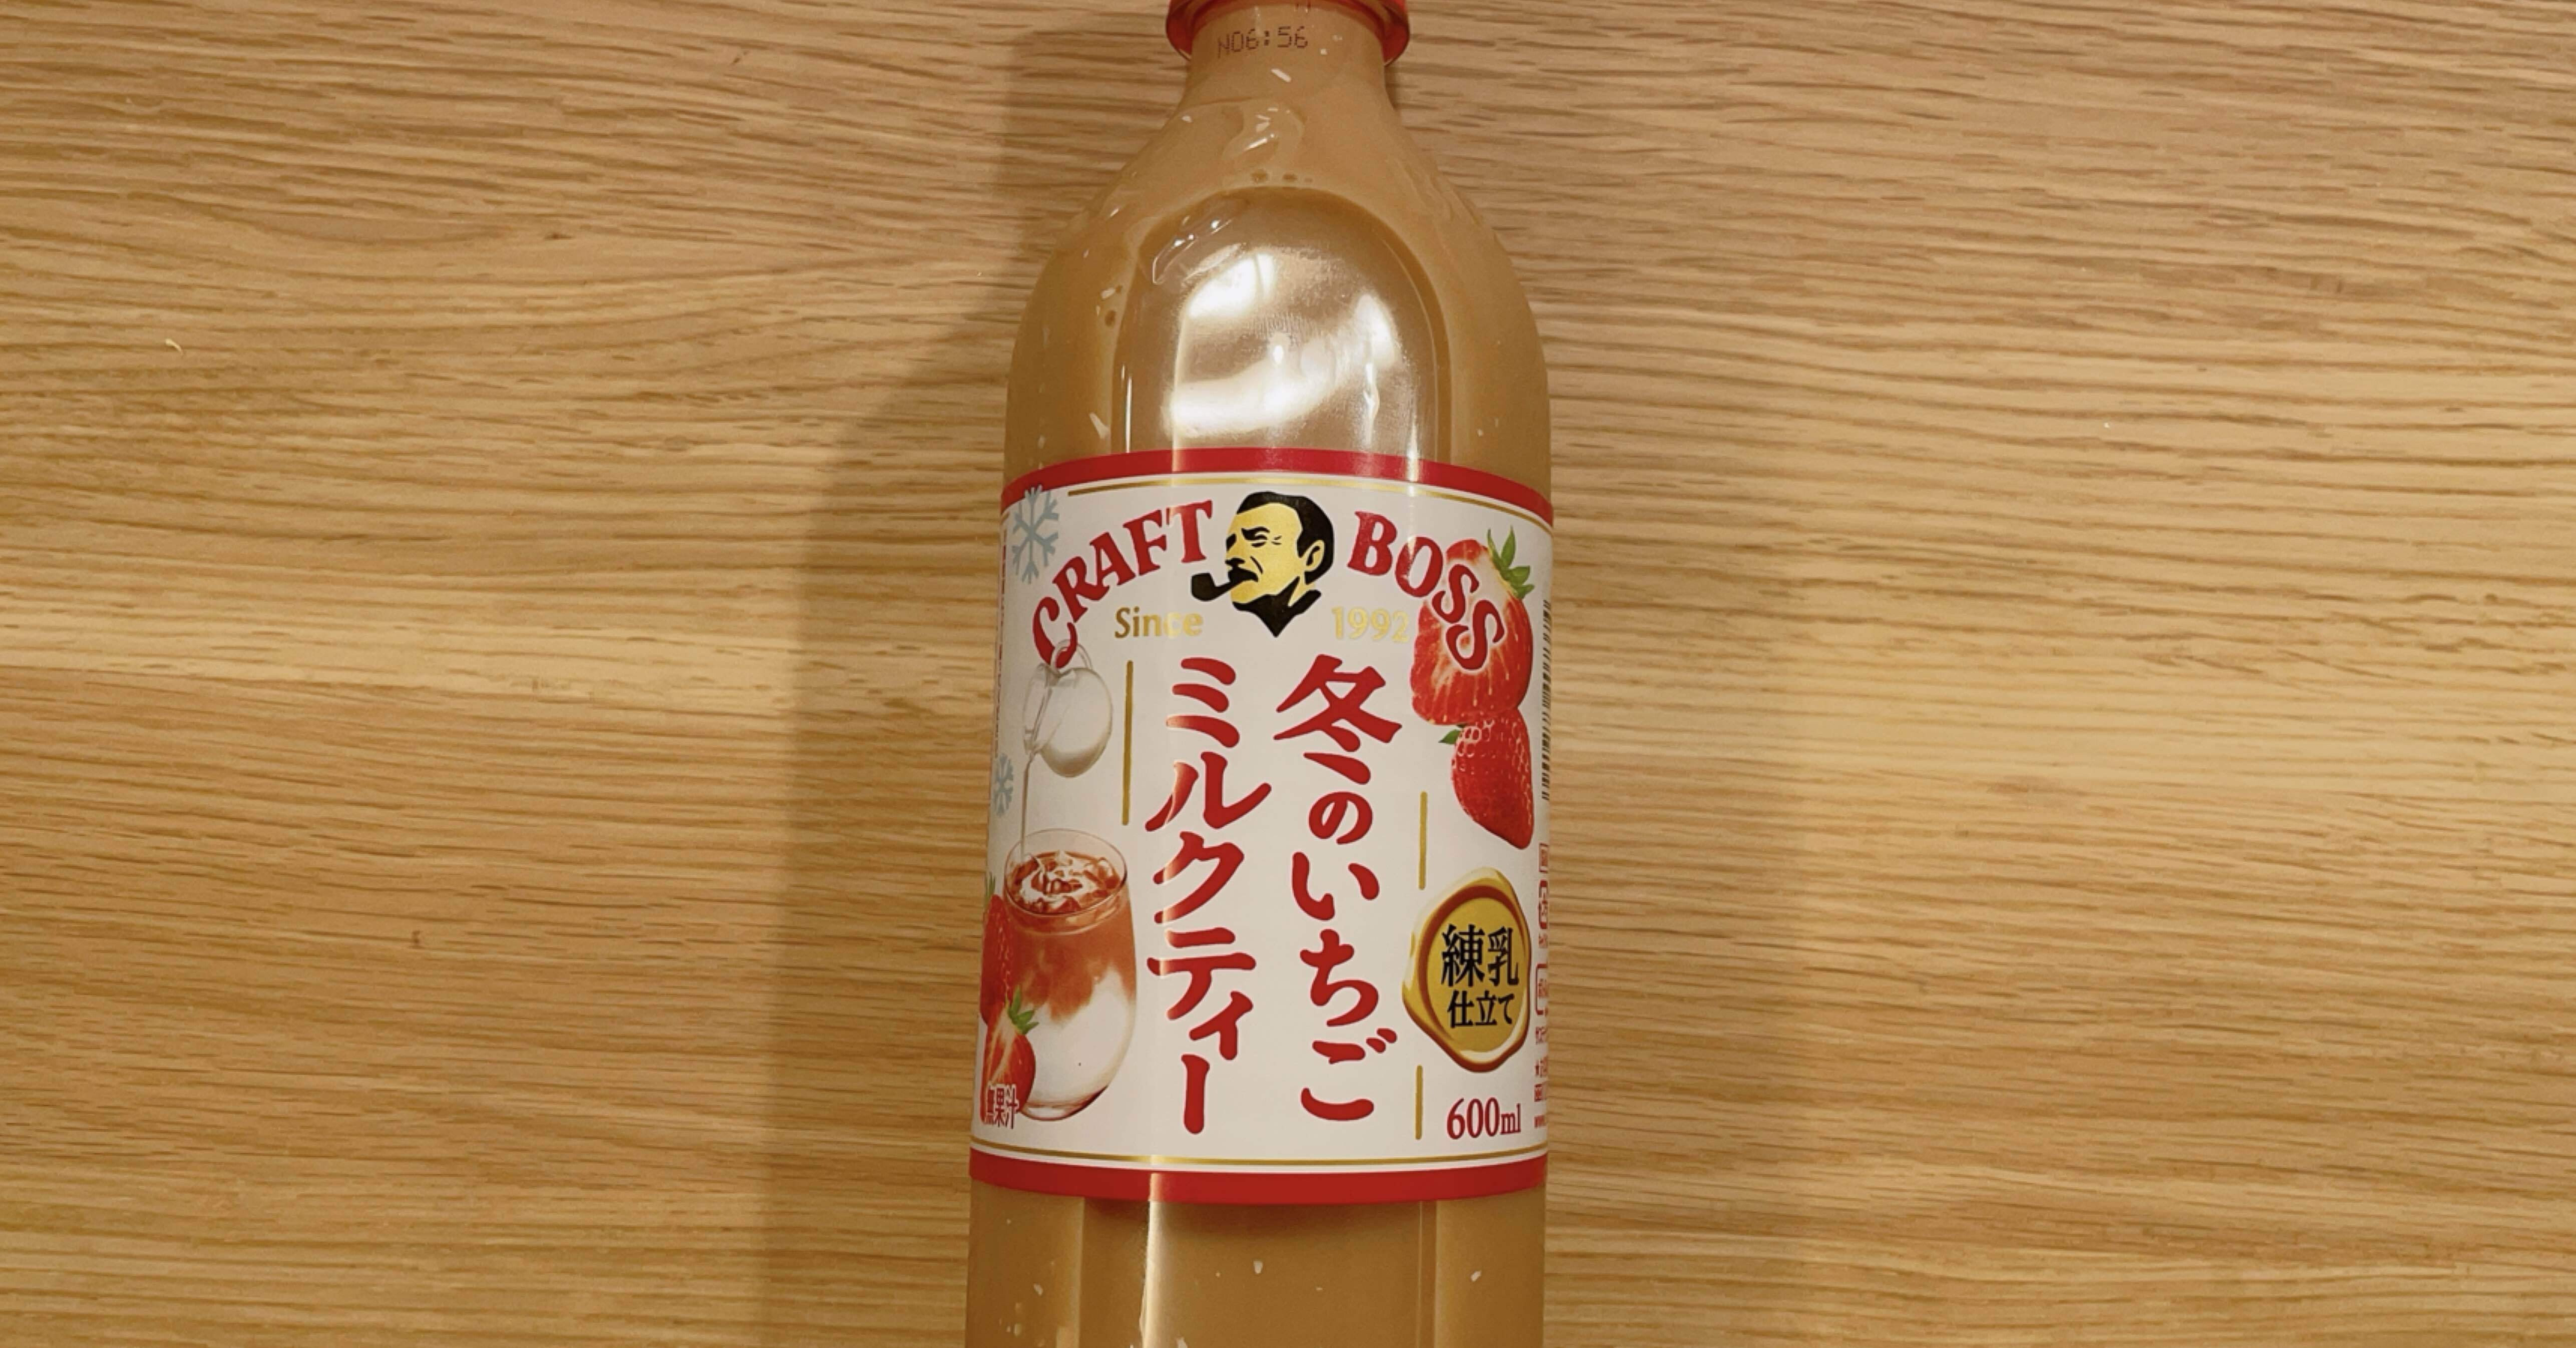 N06:56
CRAFT BOSS
Since 1992
冬のいちご
ミルクティー
練乳
仕立て
無果汁
600ml